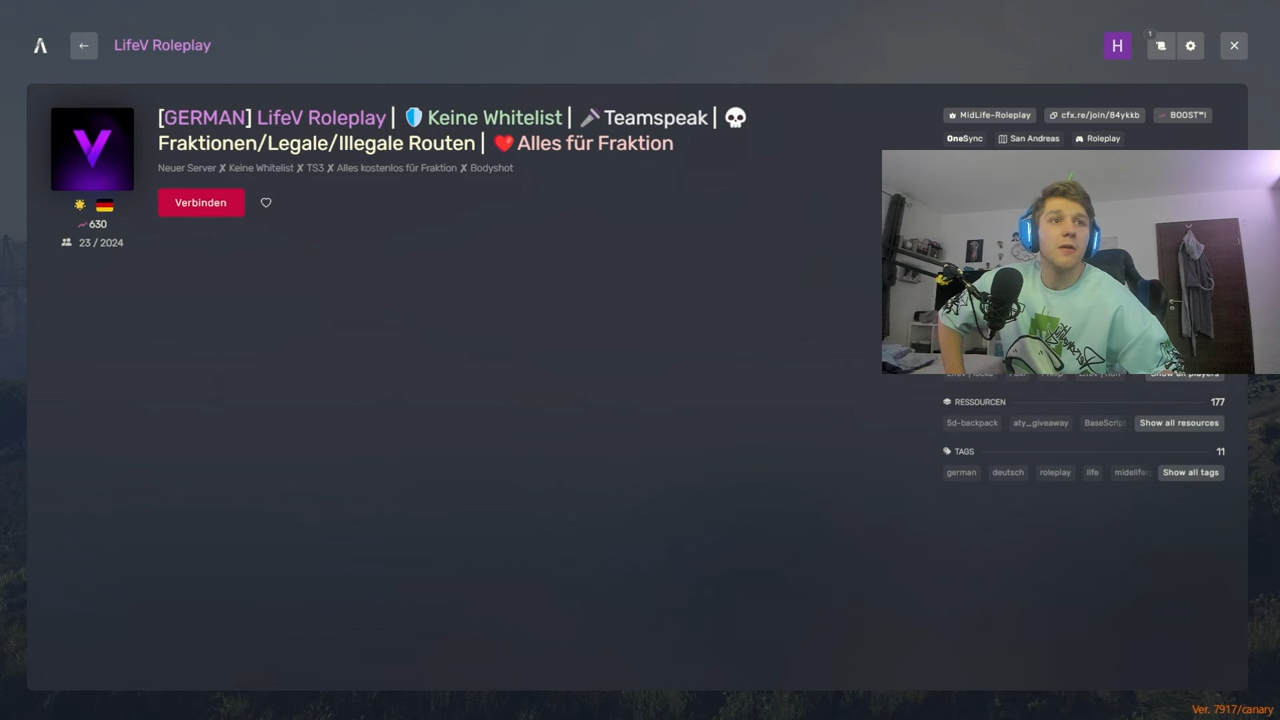 LifeV Roleplay
H
1
[GERMAN] LifeV Roleplay | Keine Whitelist | Teamspeak |
Fraktionen/Legale/Illegale Routen | Alles für Fraktion
Neuer Server ✗ Keine Whitelist ✗ TS3 ✗ Alles kostenlos für Fraktion ✗ Bodyshot
Verbinden
630
23 / 2024
MidLife-Roleplay cfx.re/join/84ykkb BOOST™!
OneSync San Andreas Roleplay
Show all players
RESSOURCEN 177
5d-backpack aty_giveaway BaseScrip Show all resources
TAGS 11
german deutsch roleplay life midelife Show all tags
Ver. 7917/canary